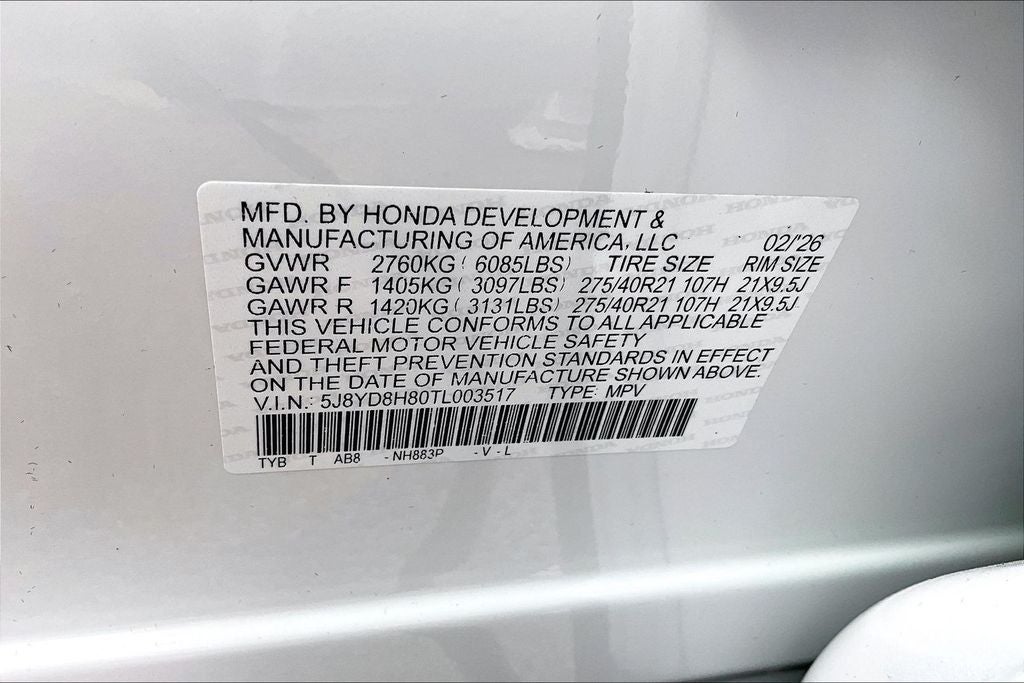 MFD. BY HONDA DEVELOPMENT &
MANUFACTURING OF AMERICA, LLC 02/'26
GVWR 2760KG ( 6085LBS) TIRE SIZE RIM SIZE
GAWR F 1405KG ( 3097LBS) 275/40R21 107H 21X9.5J
GAWR R 1420KG ( 3131LBS) 275/40R21 107H 21X9.5J
THIS VEHICLE CONFORMS TO ALL APPLICABLE
FEDERAL MOTOR VEHICLE SAFETY
AND THEFT PREVENTION STANDARDS IN EFFECT
ON THE DATE OF MANUFACTURE SHOWN ABOVE.
V.I.N.: 5J8YD8H80TL003517 TYPE: MPV
TYB T AB8 -NH883P -V-L